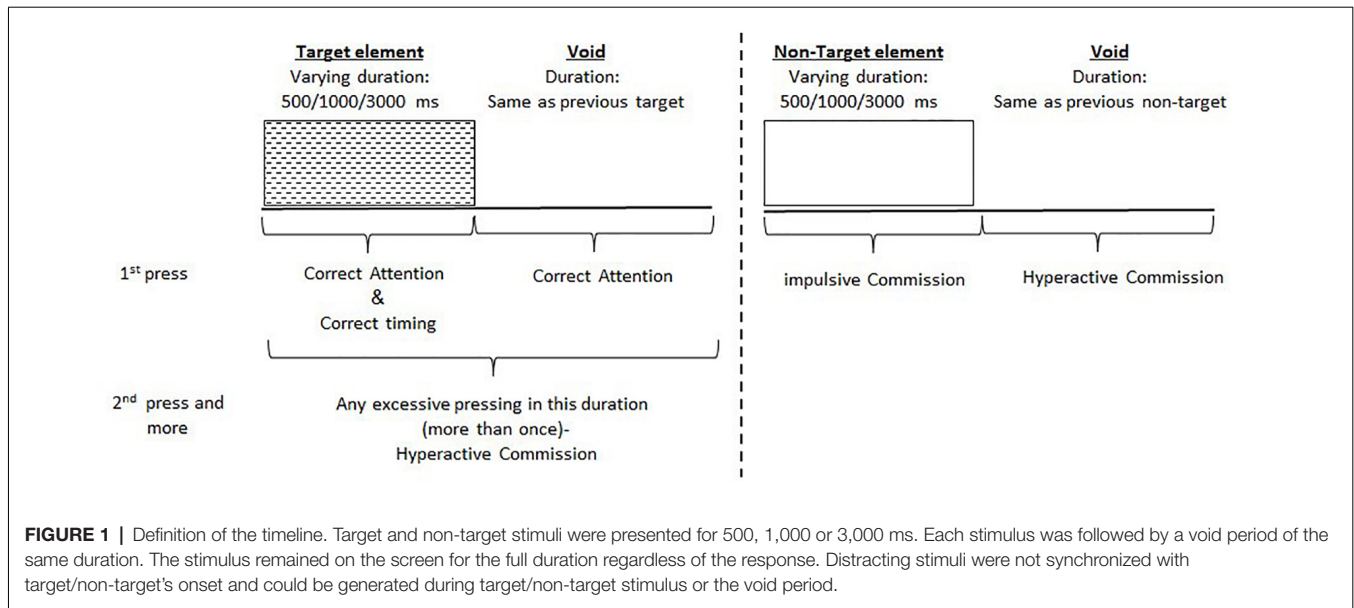 Target element
Varying duration:
500/1000/3000 ms
Void
Duration:
Same as previous target
Non-Target element
Varying duration:
500/1000/3000 ms
Void
Duration:
Same as previous non-target
1st press
Correct Attention
&
Correct timing
Correct Attention
impulsive Commission
Hyperactive Commission
2nd press and
more
Any excessive pressing in this duration
(more than once)-
Hyperactive Commission
FIGURE 1 | Definition of the timeline. Target and non-target stimuli were presented for 500, 1,000 or 3,000 ms. Each stimulus was followed by a void period of the
same duration. The stimulus remained on the screen for the full duration regardless of the response. Distracting stimuli were not synchronized with
target/non-target's onset and could be generated during target/non-target stimulus or the void period.